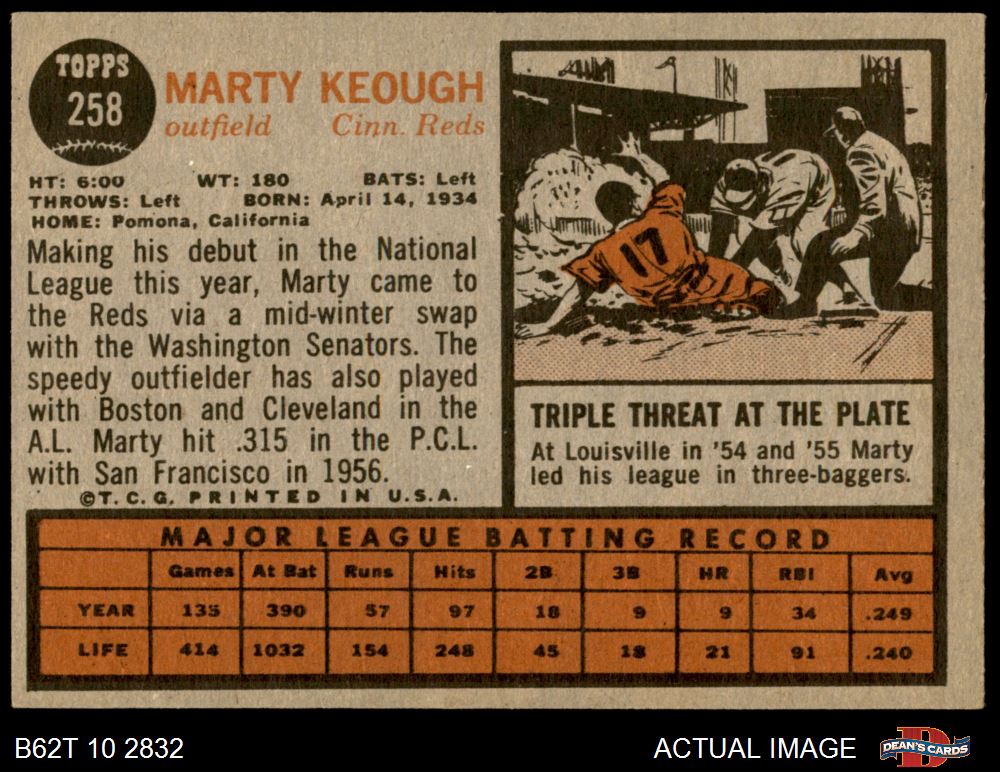 TOPPS
258
MARTY KEOUGH
outfield Cinn. Reds
HT: 6:00 WT: 180 BATS: Left
THROWS: Left BORN: April 14, 1934
HOME: Pomona, California
Making his debut in the National
League this year, Marty came to
the Reds via a mid-winter swap
with the Washington Senators. The
speedy outfielder has also played
with Boston and Cleveland in the
A.L. Marty hit .315 in the P.C.L.
with San Francisco in 1956.
©T.C.G. PRINTED IN U.S.A.
17
TRIPLE THREAT AT THE PLATE
At Louisville in '54 and '55 Marty
led his league in three-baggers.
MAJOR LEAGUE BATTING RECORD
Games At Bat Runs Hits 2B 3B HR RBI Avg
YEAR 135 390 57 97 18 9 9 34 .249
LIFE 414 1032 154 248 45 18 21 91 .240
B62T 10 2832
ACTUAL IMAGE
D
DEAN'S CARDS